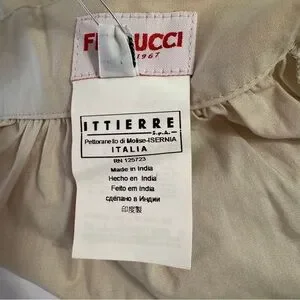 1967
ITTIERRE
S.p.A.
Pettoranello di Molise-ISERNIA
ITALIA
RN 125723
Made in India
Hecho en India
Feito em India
сделано в Индии
印度製